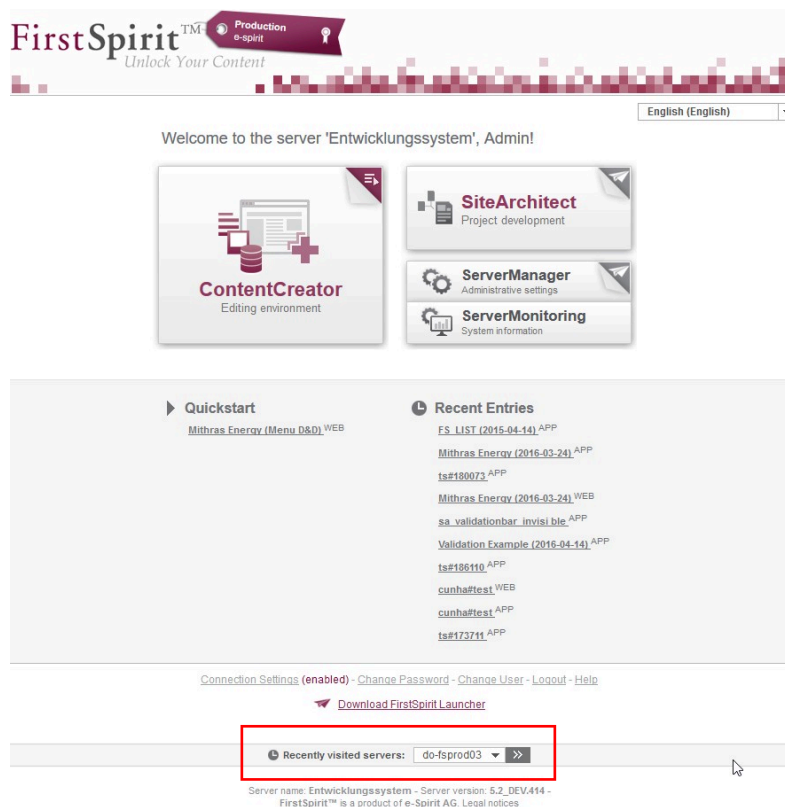 FirstSpirit™
Unlock Your Content
Production
e-spirit
English (English)
Welcome to the server 'Entwicklungssystem', Admin!
ContentCreator
Editing environment
SiteArchitect
Project development
ServerManager
Administrative settings
ServerMonitoring
System information
Quickstart
Mithras Energy (Menu D&D) WEB
Recent Entries
FS_LIST (2015-04-14) APP
Mithras Energy (2016-03-24) APP
ts#180073 APP
Mithras Energy (2016-03-24) WEB
sa_validationbar_invisi ble APP
Validation Example (2016-04-14) APP
ts#186110 APP
cunha#test WEB
cunha#test APP
ts#173711 APP
Connection Settings (enabled) - Change Password - Change User - Logout - Help
Download FirstSpirit Launcher
Recently visited servers: do-fsprod03 >>
Server name: Entwicklungssystem - Server version: 5.2_DEV.414 -
FirstSpirit™ is a product of e-Spirit AG. Legal notices